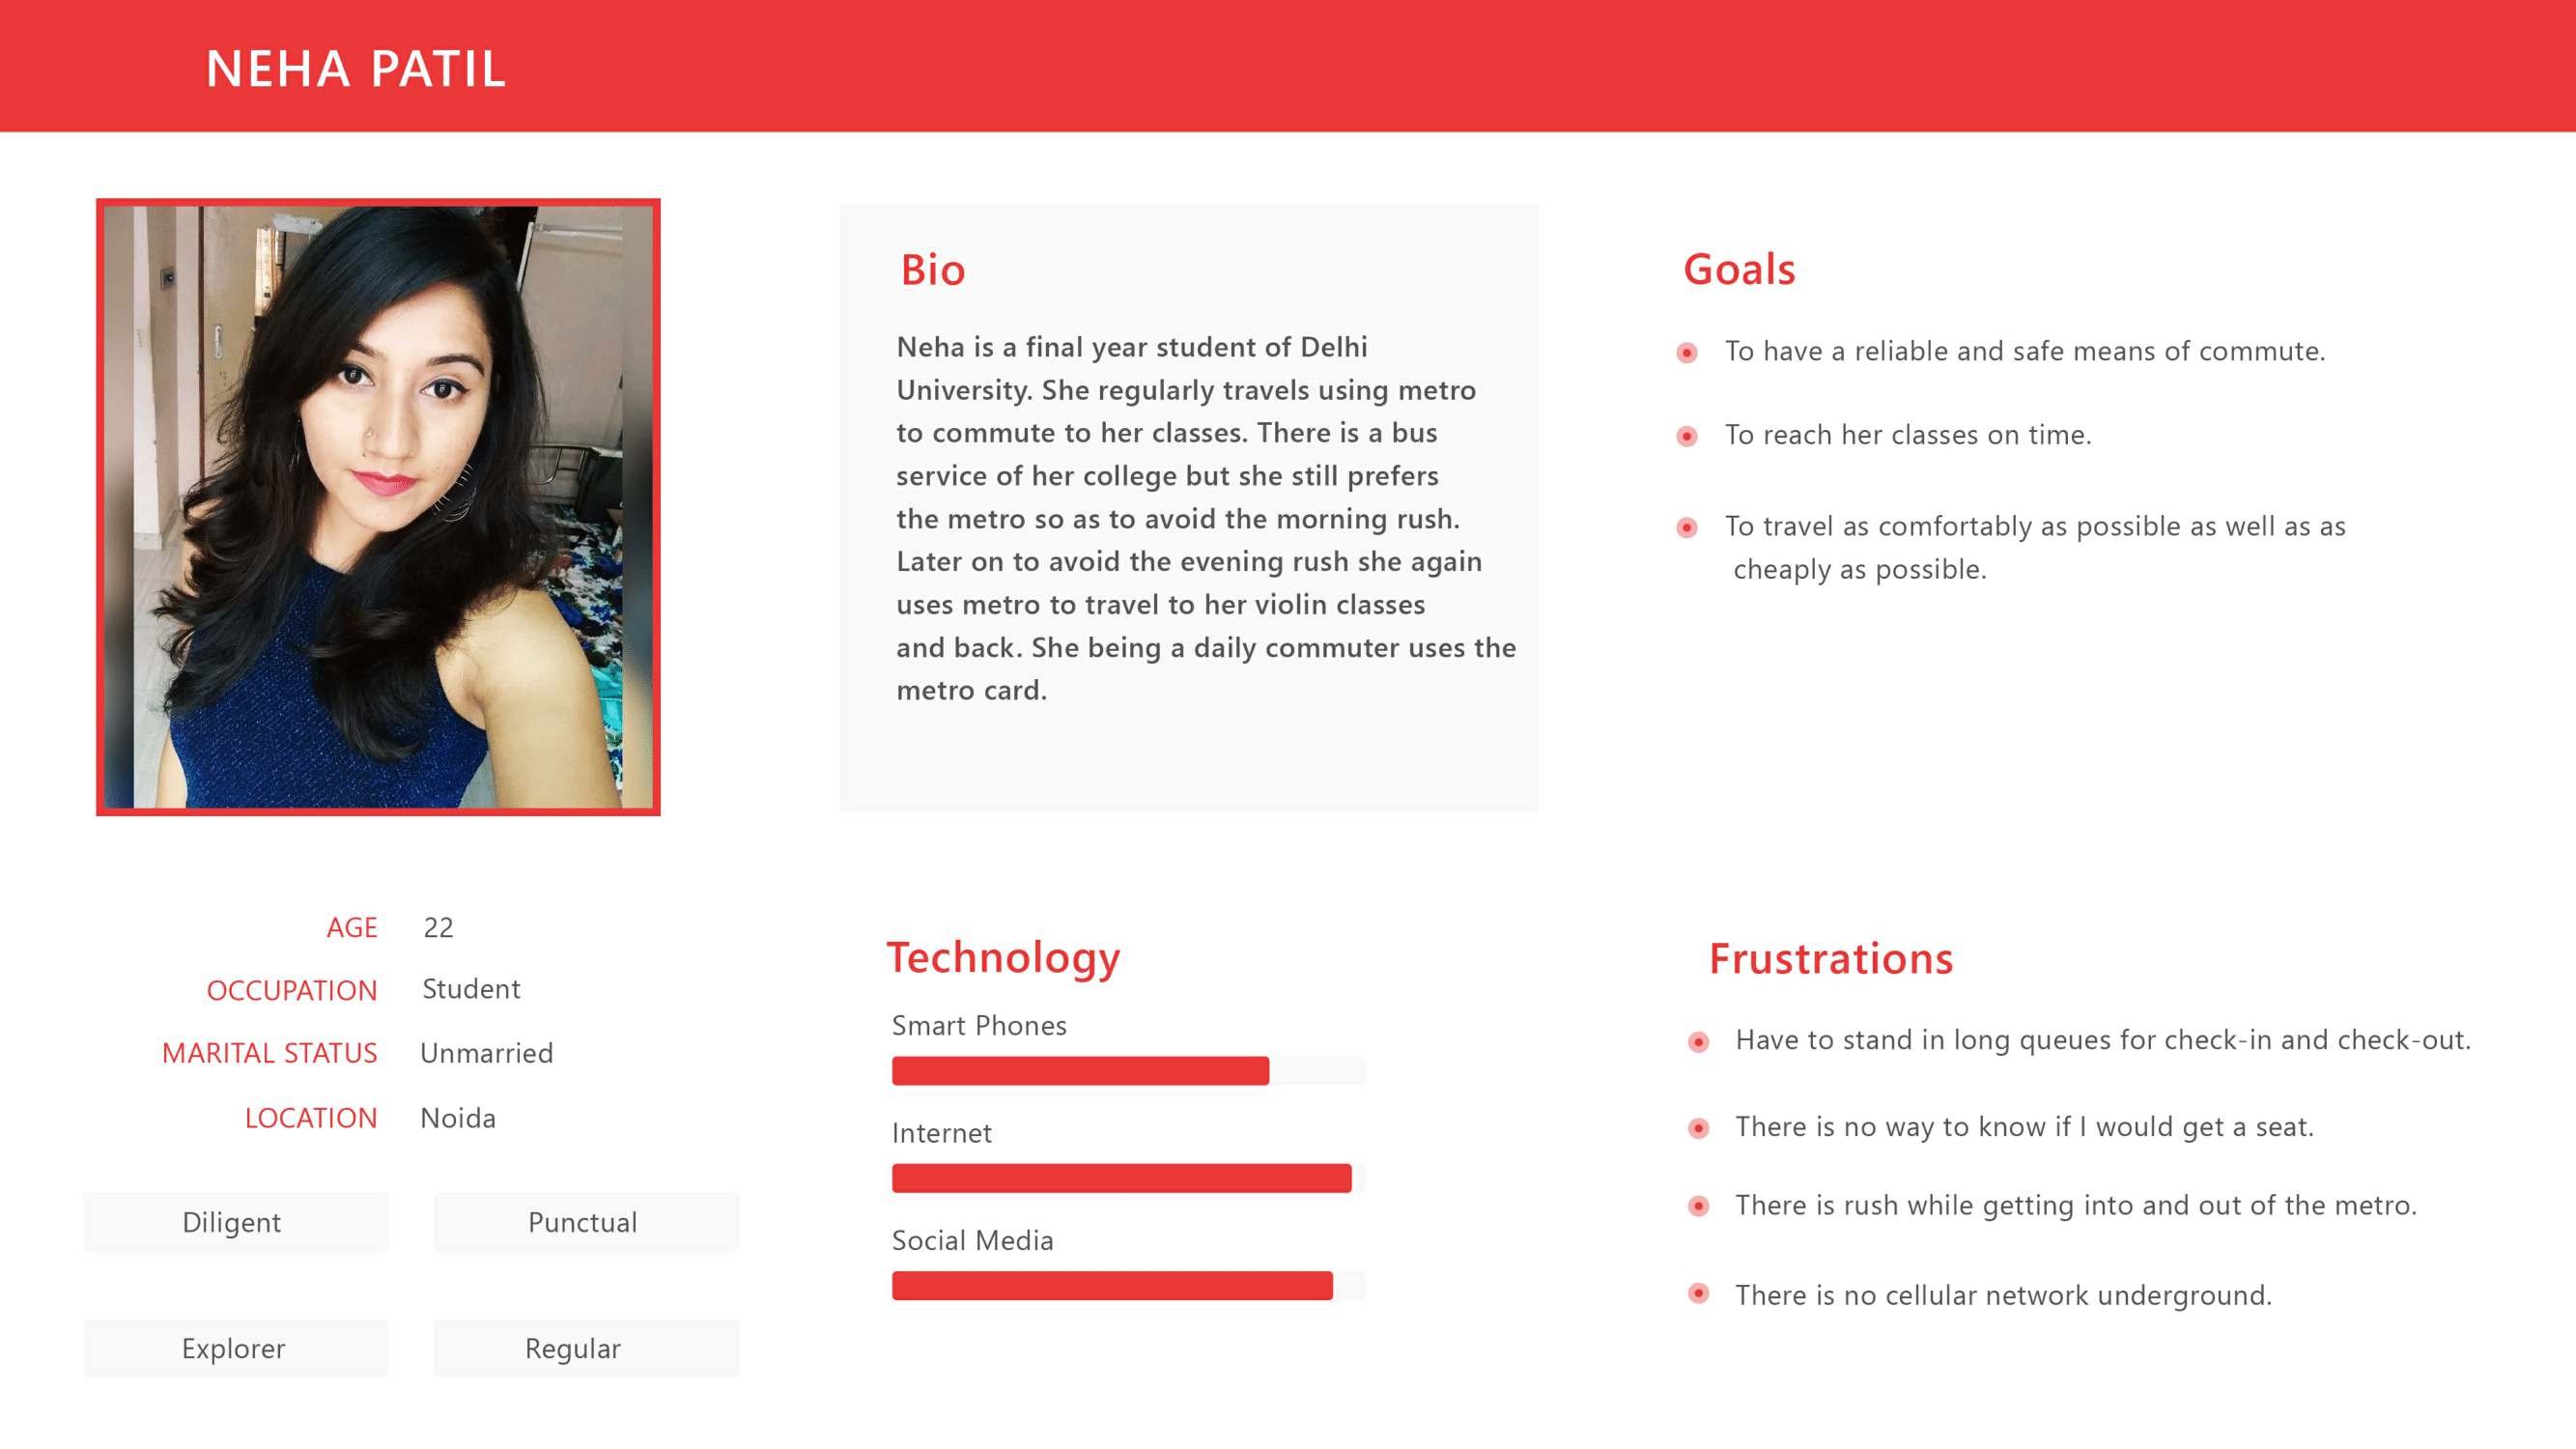 NEHA PATIL
Bio
Neha is a final year student of Delhi
University. She regularly travels using metro
to commute to her classes. There is a bus
service of her college but she still prefers
the metro so as to avoid the morning rush.
Later on to avoid the evening rush she again
uses metro to travel to her violin classes
and back. She being a daily commuter uses the
metro card.
Goals
To have a reliable and safe means of commute.
To reach her classes on time.
To travel as comfortably as possible as well as as
cheaply as possible.
AGE 22
OCCUPATION Student
MARITAL STATUS Unmarried
LOCATION Noida
Diligent Punctual
Explorer Regular
Technology
Smart Phones
Internet
Social Media
Frustrations
Have to stand in long queues for check-in and check-out.
There is no way to know if I would get a seat.
There is rush while getting into and out of the metro.
There is no cellular network underground.